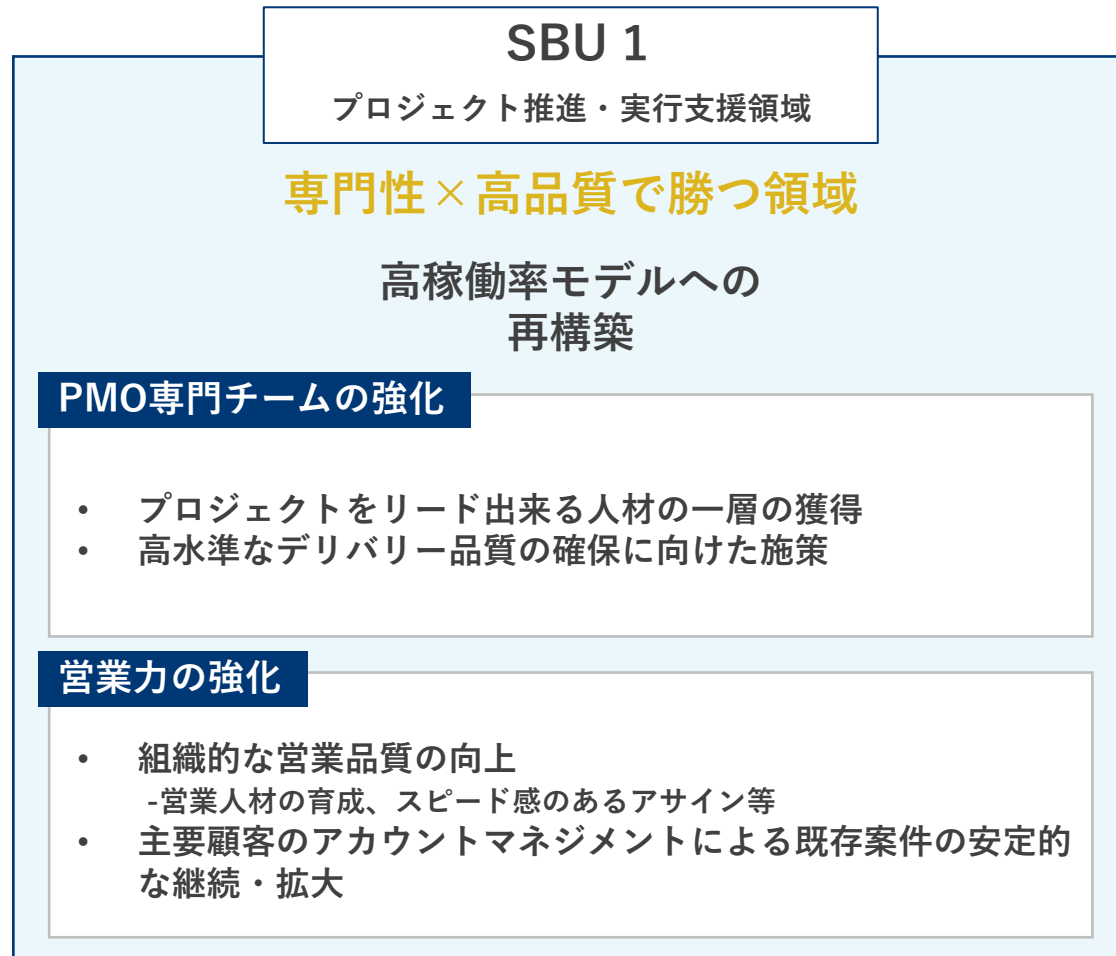 SBU 1
プロジェクト推進・実行支援領域
専門性×高品質で勝つ領域
高稼働率モデルへの
再構築
PMO専門チームの強化
• プロジェクトをリード出来る人材の一層の獲得
• 高水準なデリバリー品質の確保に向けた施策
営業力の強化
• 組織的な営業品質の向上
-営業人材の育成、スピード感のあるアサイン等
• 主要顧客のアカウントマネジメントによる既存案件の安定的
な継続・拡大